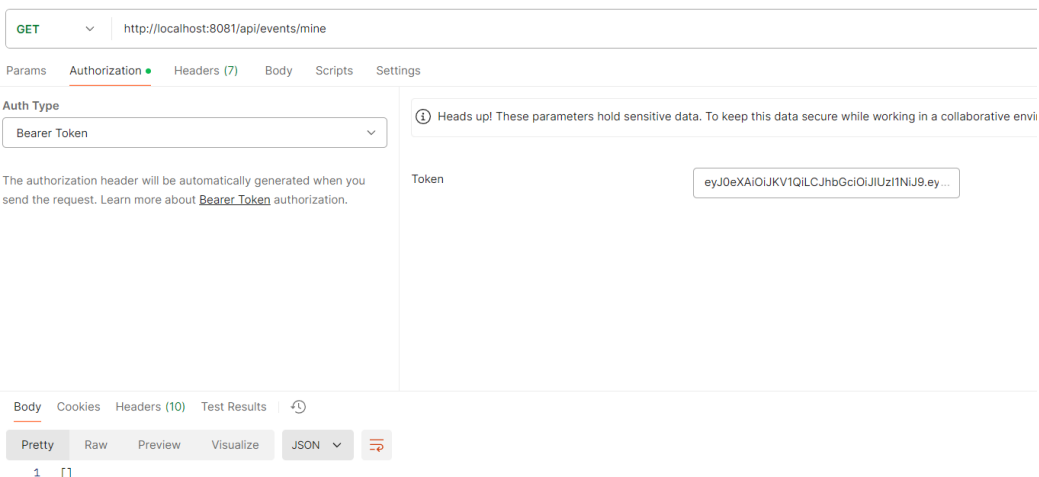 GET http://localhost:8081/api/events/mine
Params Authorization Headers (7) Body Scripts Settings
Auth Type
Bearer Token
The authorization header will be automatically generated when you
send the request. Learn more about Bearer Token authorization.
Heads up! These parameters hold sensitive data. To keep this data secure while working in a collaborative envi
Token
eyJ0eXAiOiJKV1QiLCJhbGciOiJIUzI1NiJ9.ey...
Body Cookies Headers (10) Test Results
Pretty Raw Preview Visualize JSON
1 []